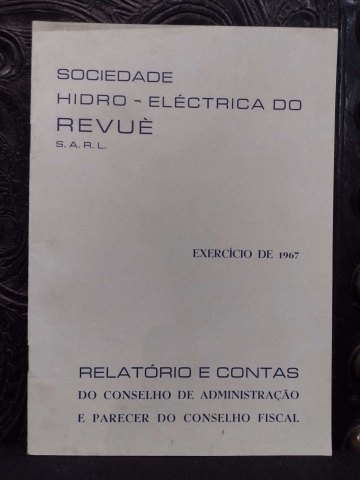 SOCIEDADE
HIDRO - ELÉCTRICA DO
REVUÈ
S. A. R. L.
EXERCÍCIO DE 1967
RELATÓRIO E CONTAS
DO CONSELHO DE ADMINISTRAÇÃO
E PARECER DO CONSELHO FISCAL